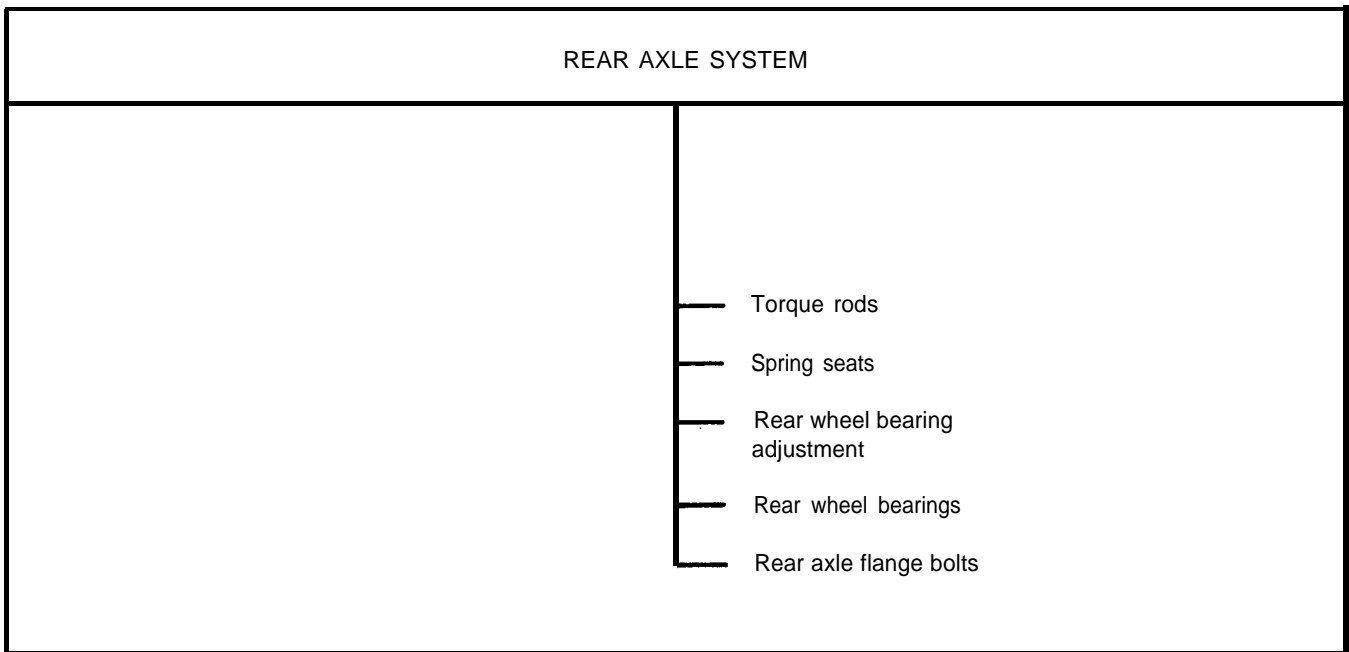 REAR AXLE SYSTEM
Torque rods
Spring seats
Rear wheel bearing
adjustment
Rear wheel bearings
Rear axle flange bolts